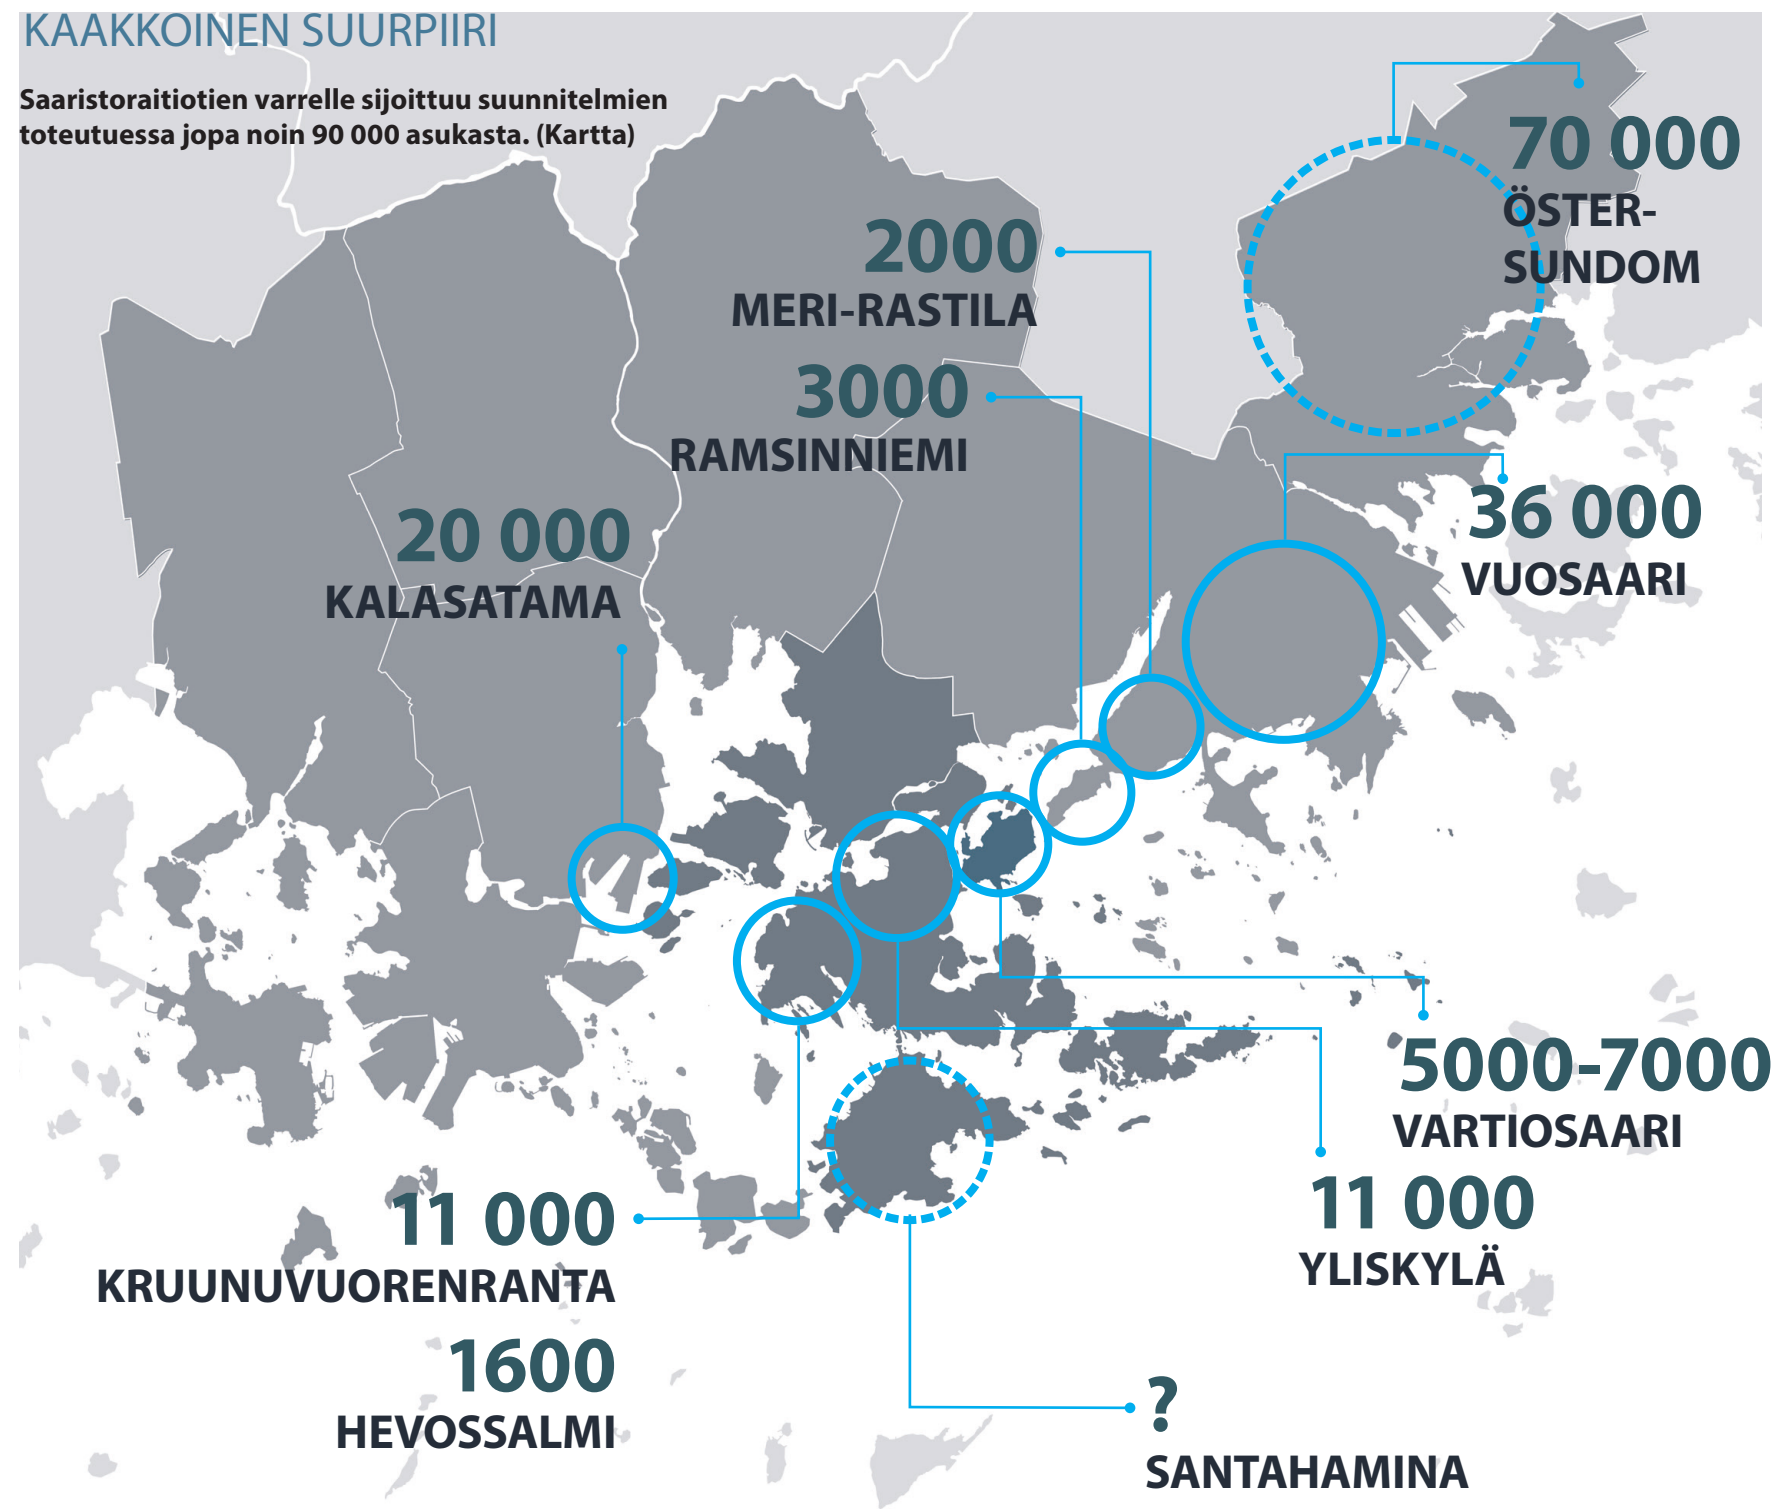 KAAKKOINEN SUURPIIRI
Saaristoraitiotien varrelle sijoittuu suunnitelmien
toteutuessa jopa noin 90 000 asukasta. (Kartta)
70 000
ÖSTER-
SUNDOM
2000
MERI-RASTILA
3000
RAMSINNIEMI
36 000
VUOSAARI
20 000
KALASATAMA
5000-7000
VARTIOSAARI
11 000
YLISKYLÄ
11 000
KRUUNUVUORENRANTA
1600
HEVOSSALMI
?
SANTAHAMINA